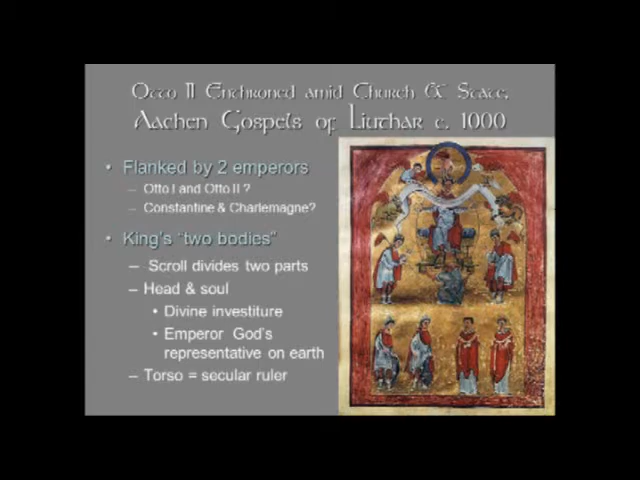 Otto II Enthroned amid Church & State,
Aachen Gospels of Liuthar c. 1000
• Flanked by 2 emperors
– Otto I and Otto II ?
– Constantine & Charlemagne?
• King's "two bodies"
– Scroll divides two parts
– Head & soul
• Divine investiture
• Emperor God's
representative on earth
– Torso = secular ruler